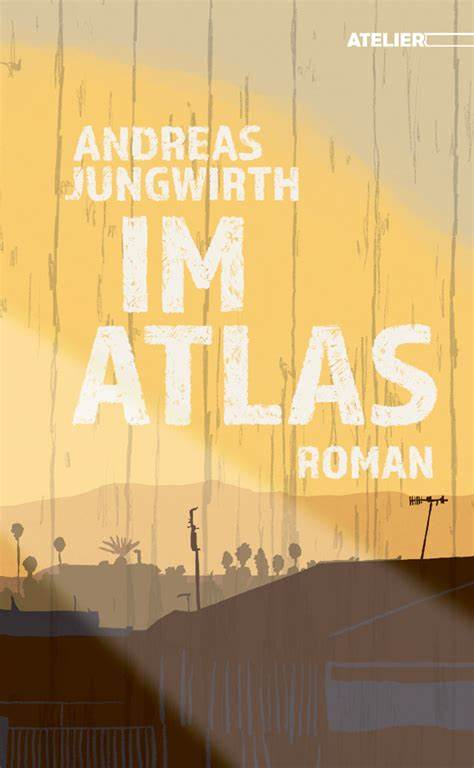 ATELIER
ANDREAS
JUNGWIRTH
IM
ATLAS
ROMAN